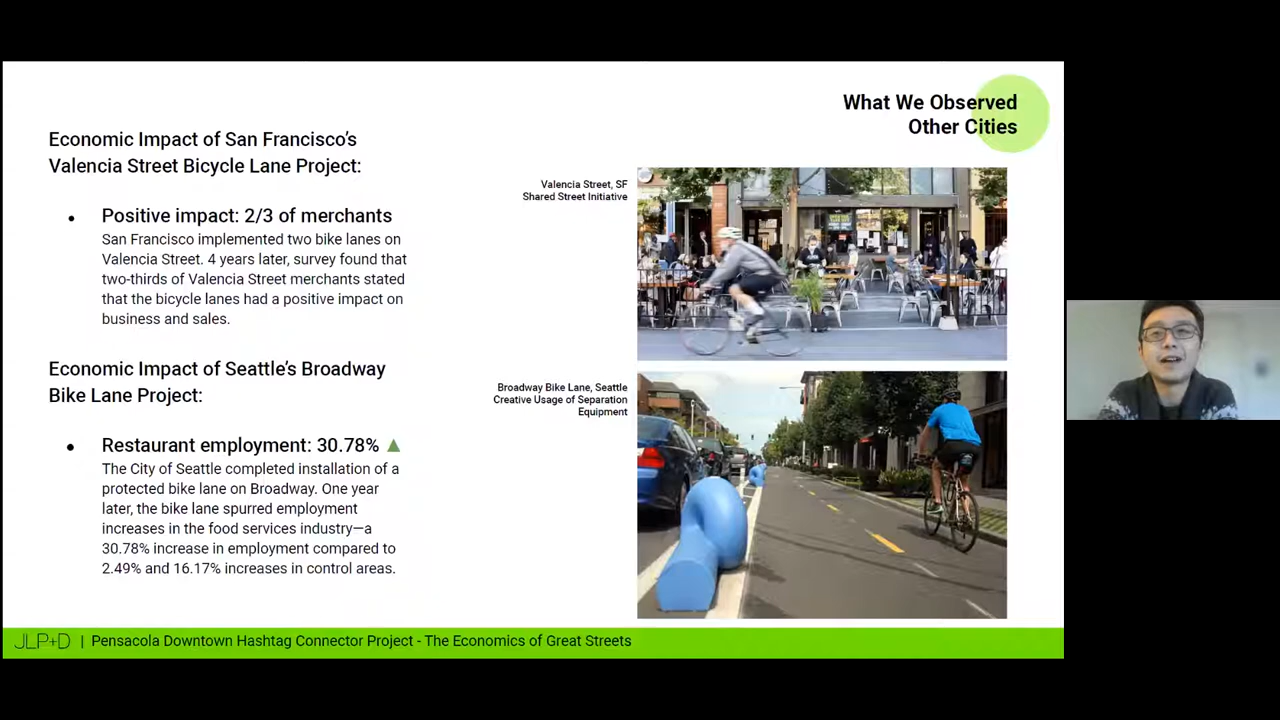 What We Observed
Other Cities
Economic Impact of San Francisco’s
Valencia Street Bicycle Lane Project:
• Positive impact: 2/3 of merchants
San Francisco implemented two bike lanes on
Valencia Street. 4 years later, survey found that
two-thirds of Valencia Street merchants stated
that the bicycle lanes had a positive impact on
business and sales.
Economic Impact of Seattle’s Broadway
Bike Lane Project:
• Restaurant employment: 30.78% ▲
The City of Seattle completed installation of a
protected bike lane on Broadway. One year
later, the bike lane spurred employment
increases in the food services industry—a
30.78% increase in employment compared to
2.49% and 16.17% increases in control areas.
Valencia Street, SF
Shared Street Initiative
Broadway Bike Lane, Seattle
Creative Usage of Separation
Equipment
JLP+D | Pensacola Downtown Hashtag Connector Project - The Economics of Great Streets